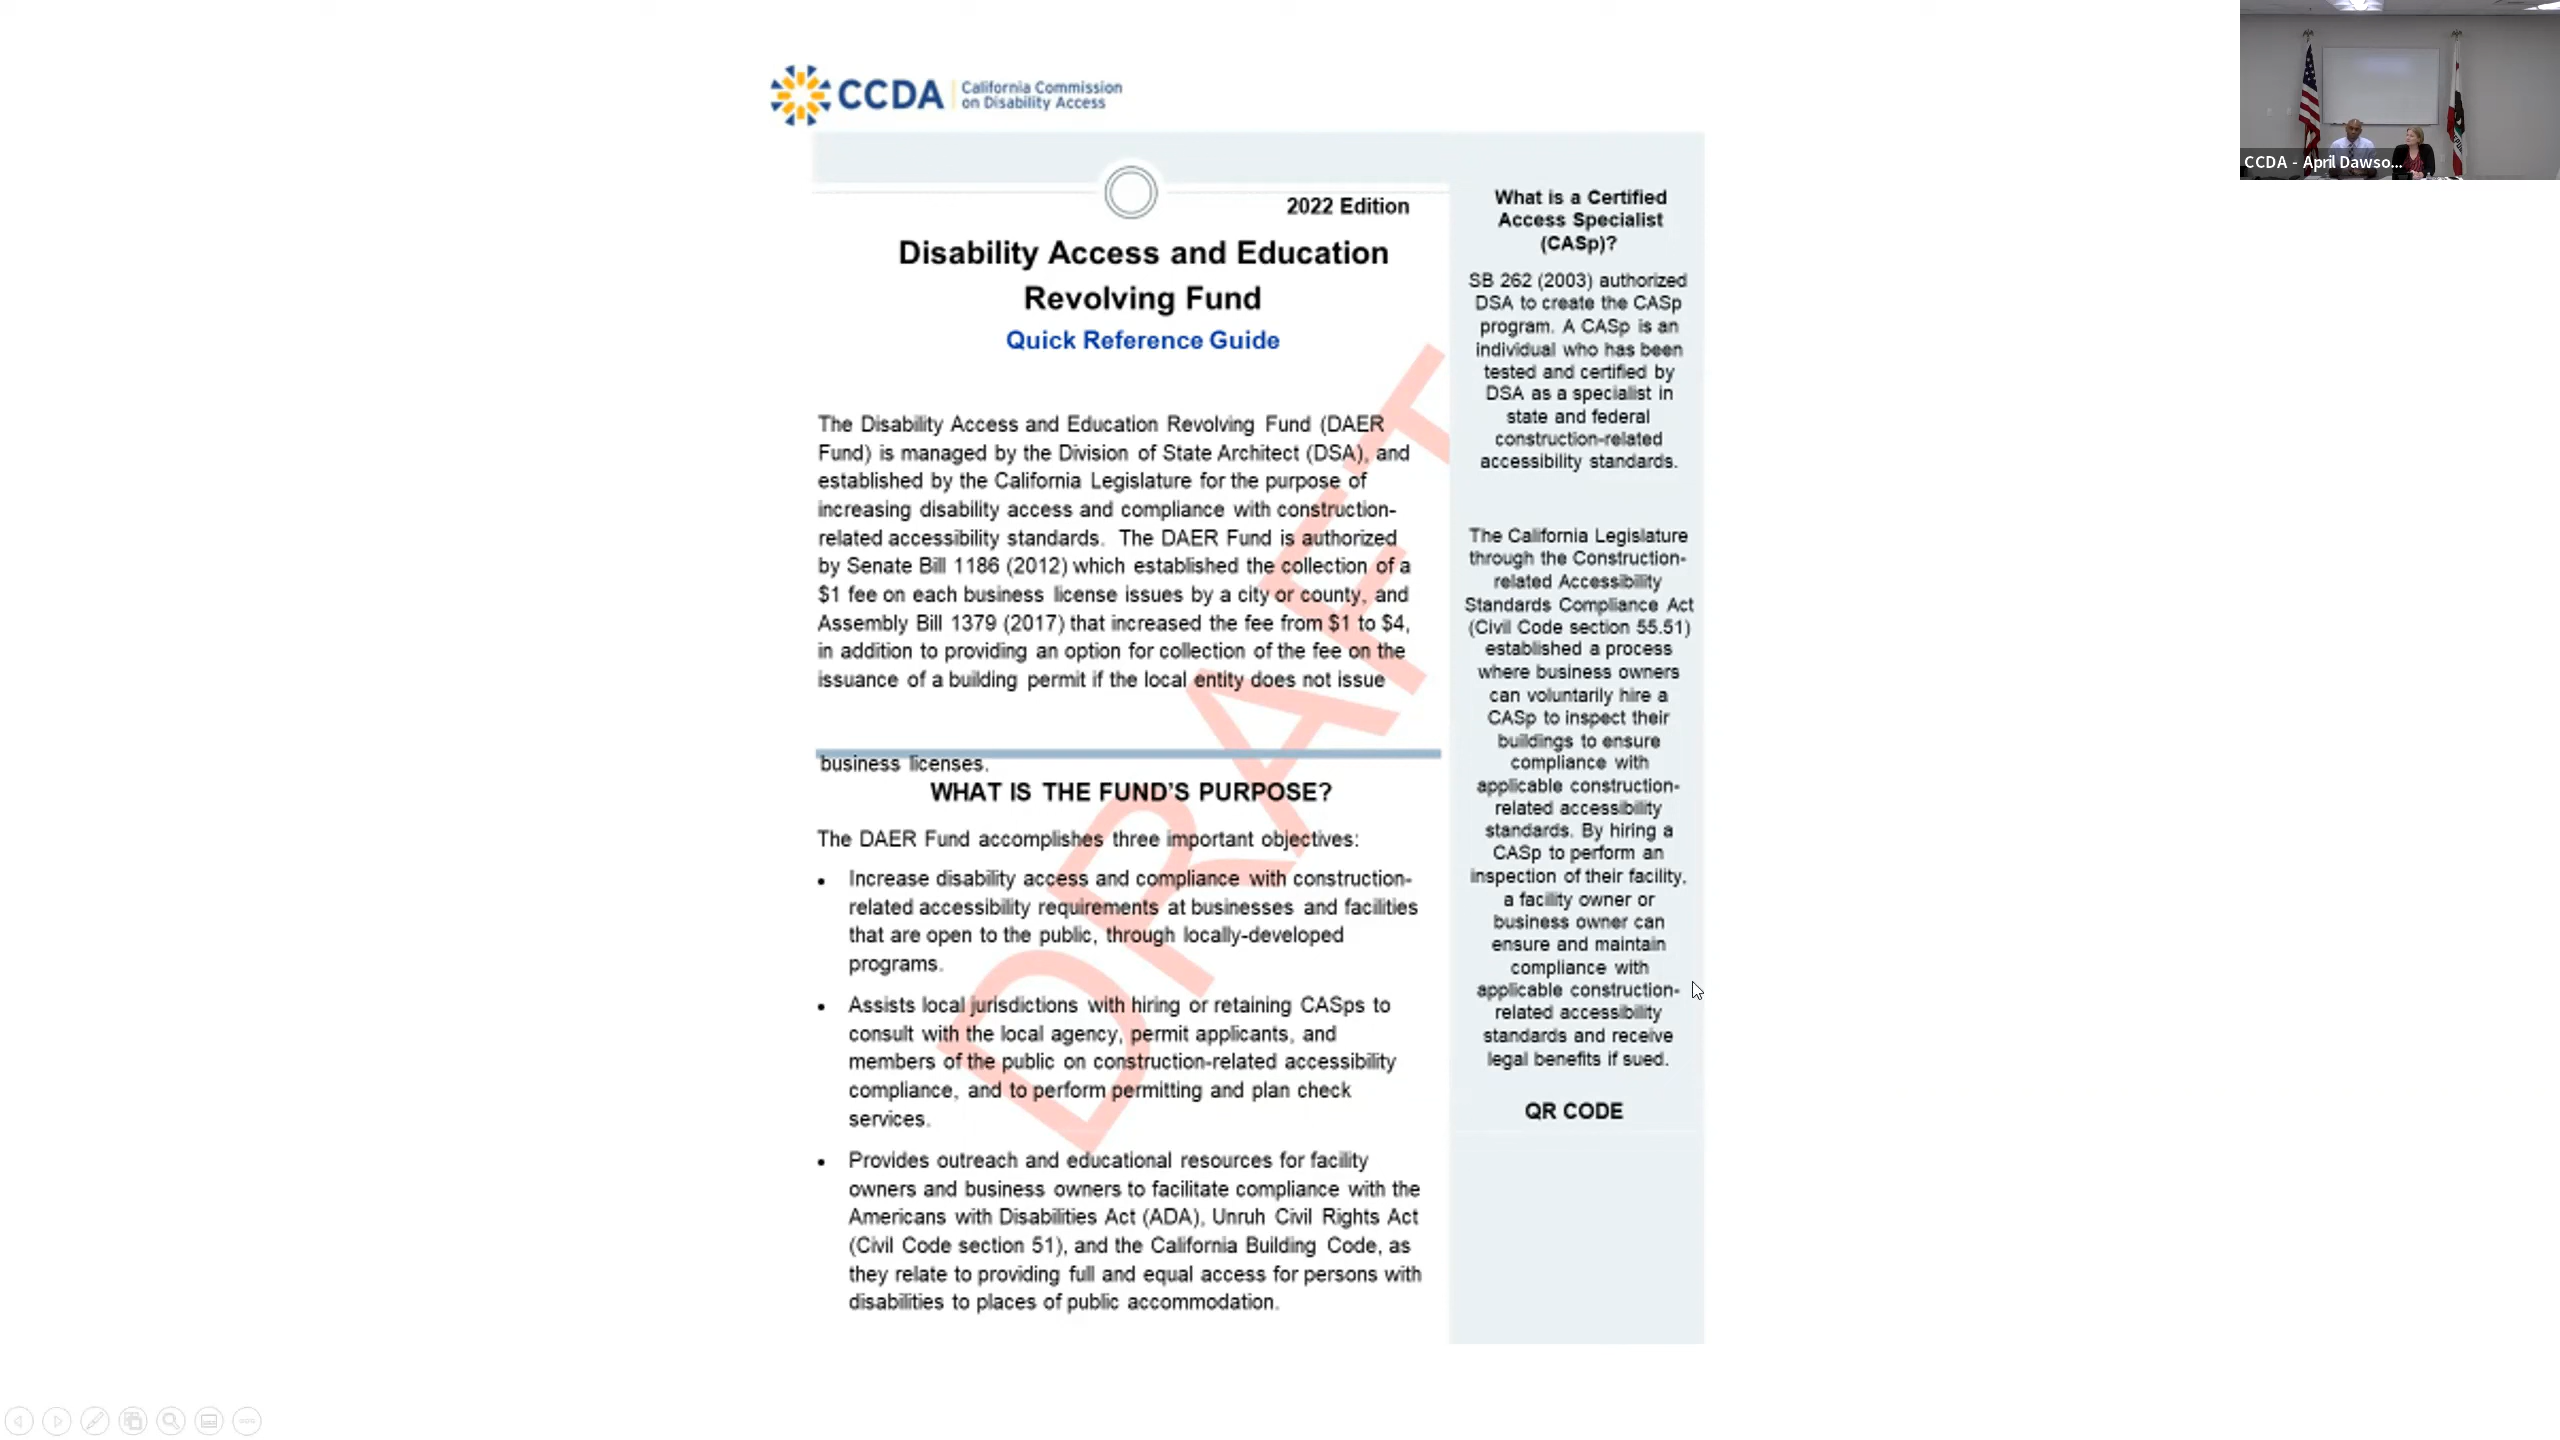 CCDA
California Commission
on Disability Access
2022 Edition
Disability Access and Education
Revolving Fund
Quick Reference Guide
The Disability Access and Education Revolving Fund (DAER
Fund) is managed by the Division of State Architect (DSA), and
established by the California Legislature for the purpose of
increasing disability access and compliance with construction-
related accessibility standards. The DAER Fund is authorized
by Senate Bill 1186 (2012) which established the collection of a
$1 fee on each business license issues by a city or county, and
Assembly Bill 1379 (2017) that increased the fee from $1 to $4,
in addition to providing an option for collection of the fee on the
issuance of a building permit if the local entity does not issue
business licenses.
WHAT IS THE FUND'S PURPOSE?
The DAER Fund accomplishes three important objectives:
• Increase disability access and compliance with construction-
related accessibility requirements at businesses and facilities
that are open to the public, through locally-developed
programs.
• Assists local jurisdictions with hiring or retaining CASps to
consult with the local agency, permit applicants, and
members of the public on construction-related accessibility
compliance, and to perform permitting and plan check
services.
• Provides outreach and educational resources for facility
owners and business owners to facilitate compliance with the
Americans with Disabilities Act (ADA), Unruh Civil Rights Act
(Civil Code section 51), and the California Building Code, as
they relate to providing full and equal access for persons with
disabilities to places of public accommodation.
DRAFT
What is a Certified
Access Specialist
(CASp)?
SB 262 (2003) authorized
DSA to create the CASp
program. A CASp is an
individual who has been
tested and certified by
DSA as a specialist in
state and federal
construction-related
accessibility standards.
The California Legislature
through the Construction-
related Accessibility
Standards Compliance Act
(Civil Code section 55.51)
established a process
where business owners
can voluntarily hire a
CASp to inspect their
buildings to ensure
compliance with
applicable construction-
related accessibility
standards. By hiring a
CASp to perform an
inspection of their facility,
a facility owner or
business owner can
ensure and maintain
compliance with
applicable construction-
related accessibility
standards and receive
legal benefits if sued.
QR CODE
CCDA - April Dawso...